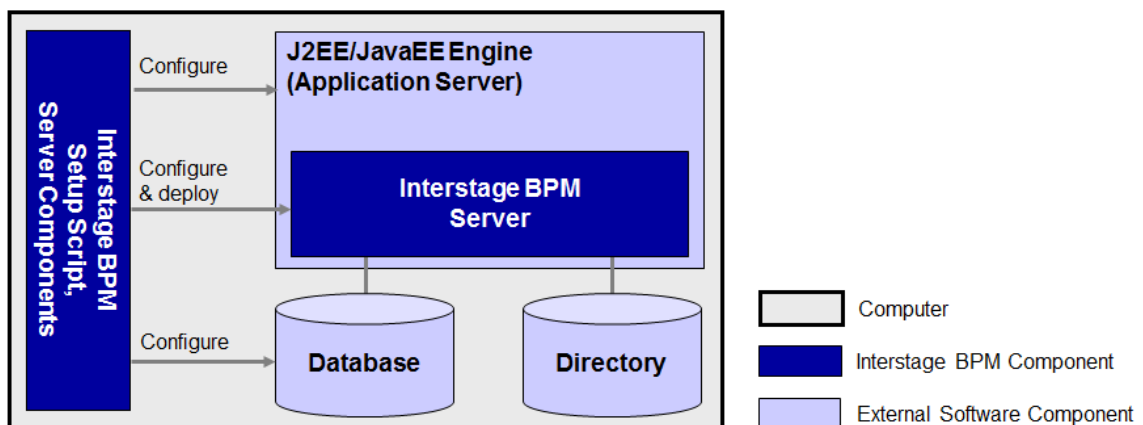 Interstage BPM
Setup Script,
Server Components
Configure
J2EE/JavaEE Engine
(Application Server)
Configure
& deploy
Interstage BPM
Server
Configure
Database
Directory
Computer
Interstage BPM Component
External Software Component